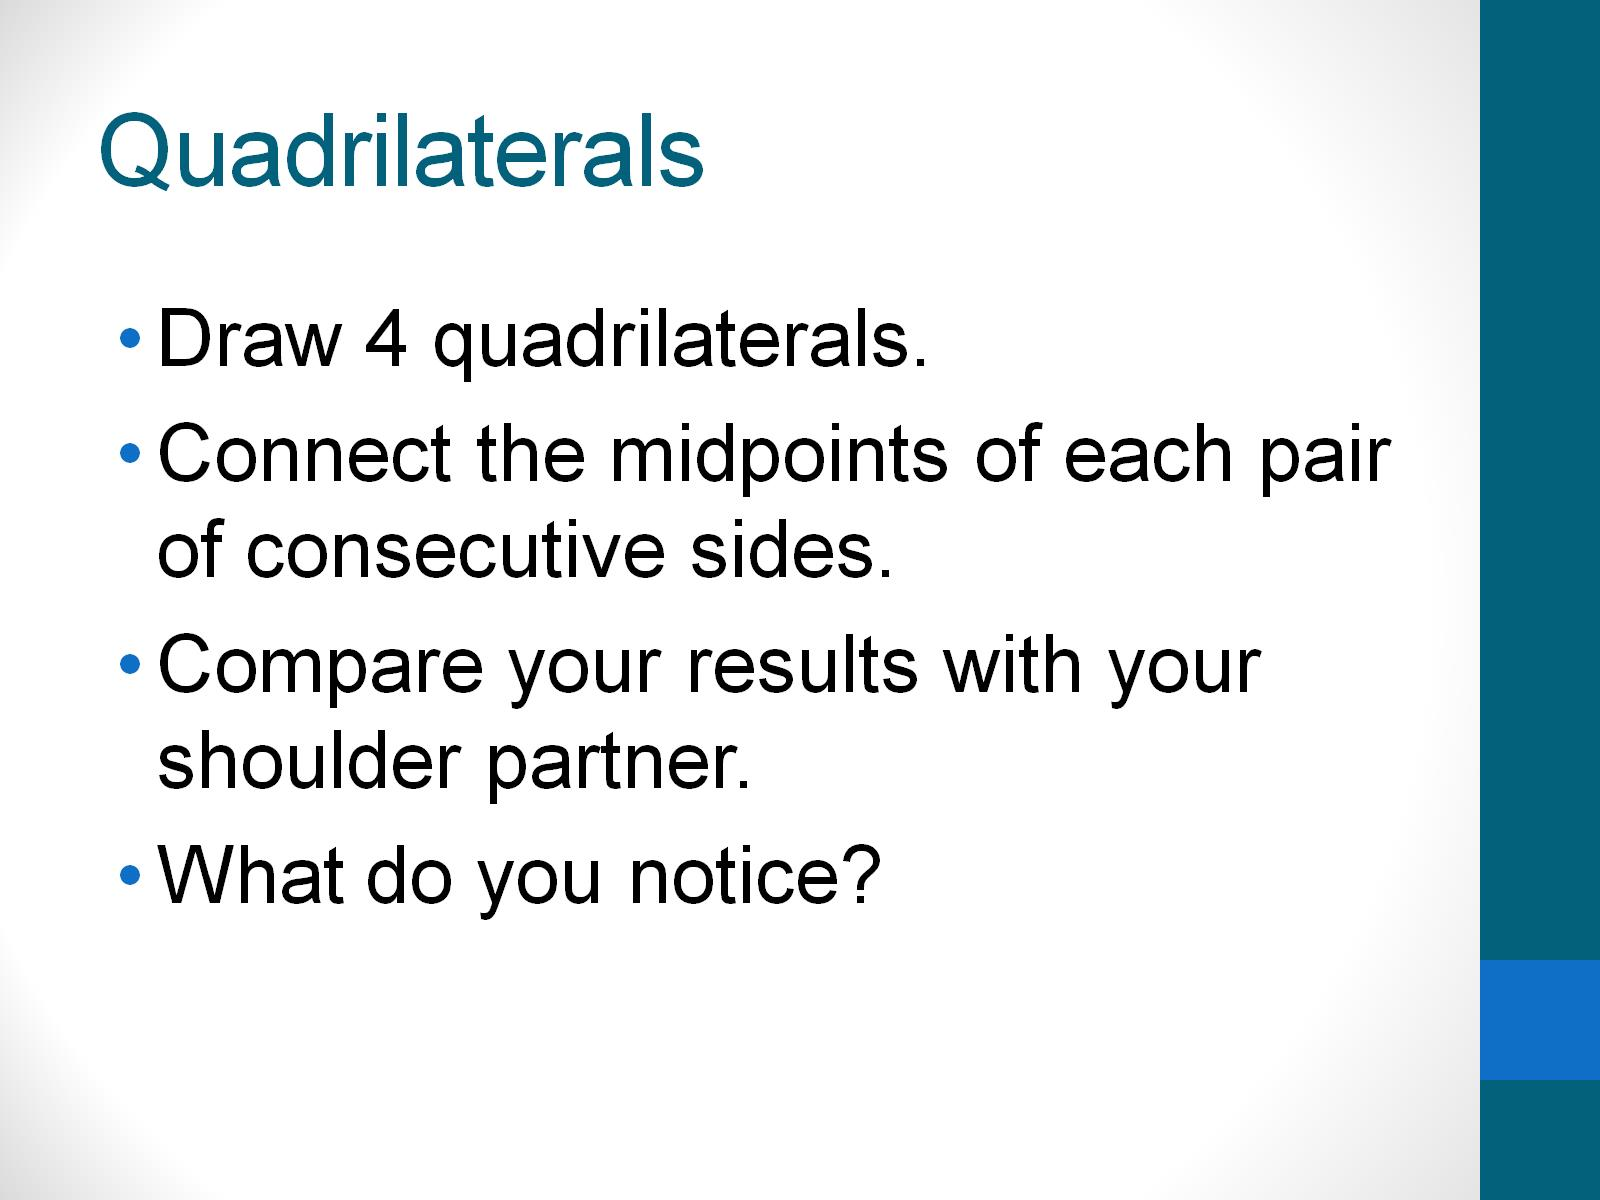 Quadrilaterals
• Draw 4 quadrilaterals.
• Connect the midpoints of each pair
of consecutive sides.
• Compare your results with your
shoulder partner.
• What do you notice?